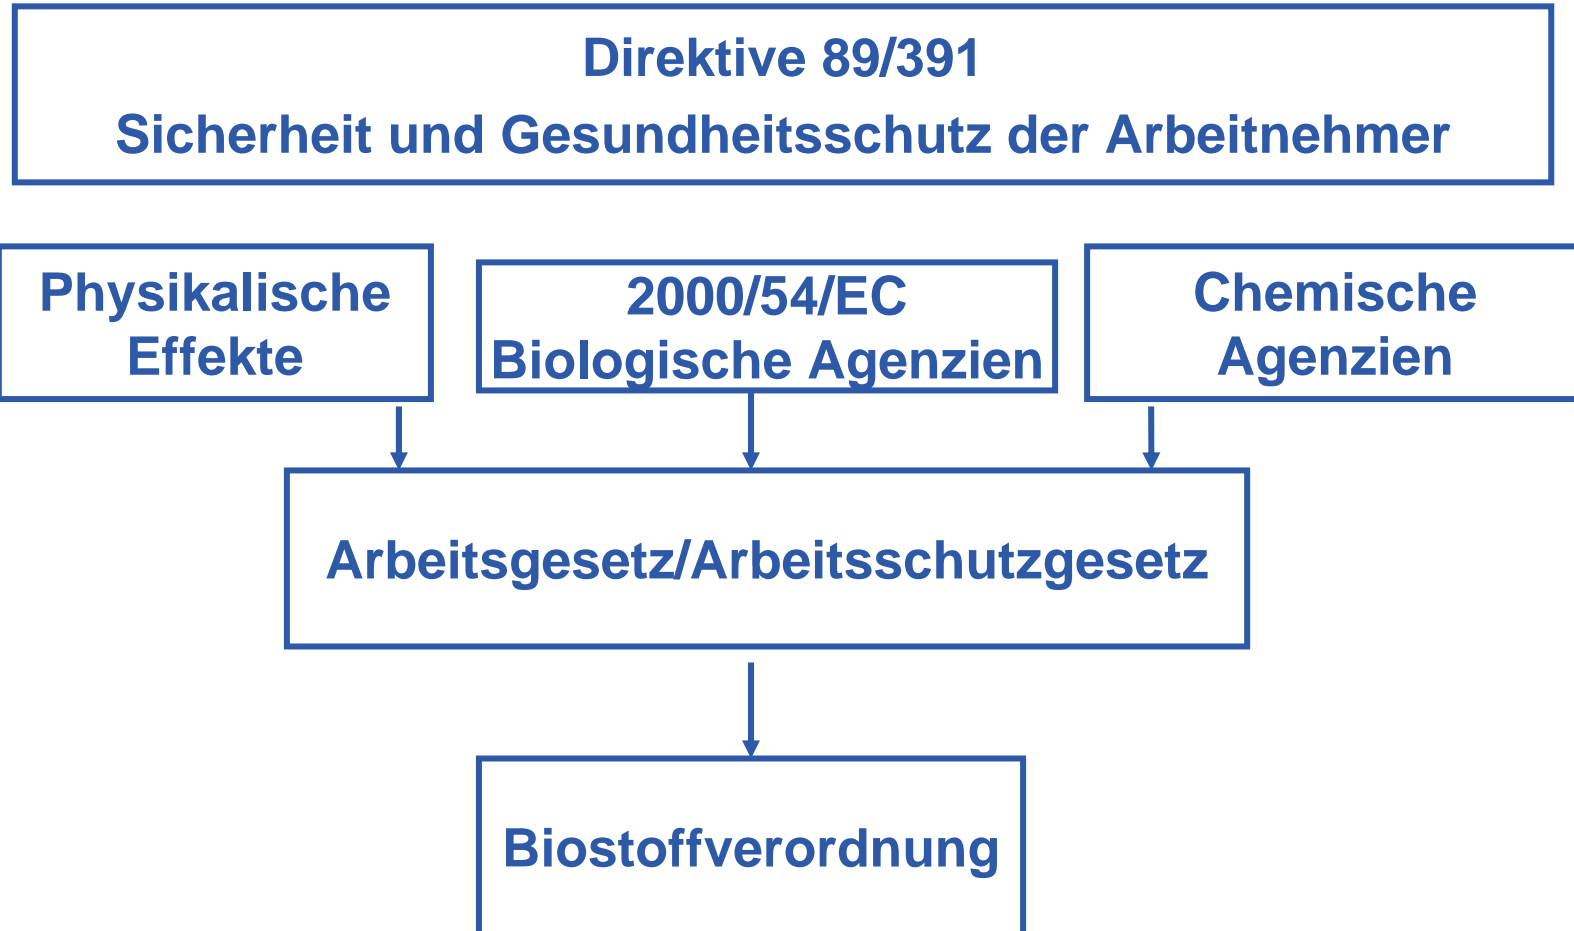 Direktive 89/391
Sicherheit und Gesundheitsschutz der Arbeitnehmer
Physikalische
Effekte
2000/54/EC
Biologische Agenzien
Chemische
Agenzien
Arbeitsgesetz/Arbeitsschutzgesetz
Biostoffverordnung